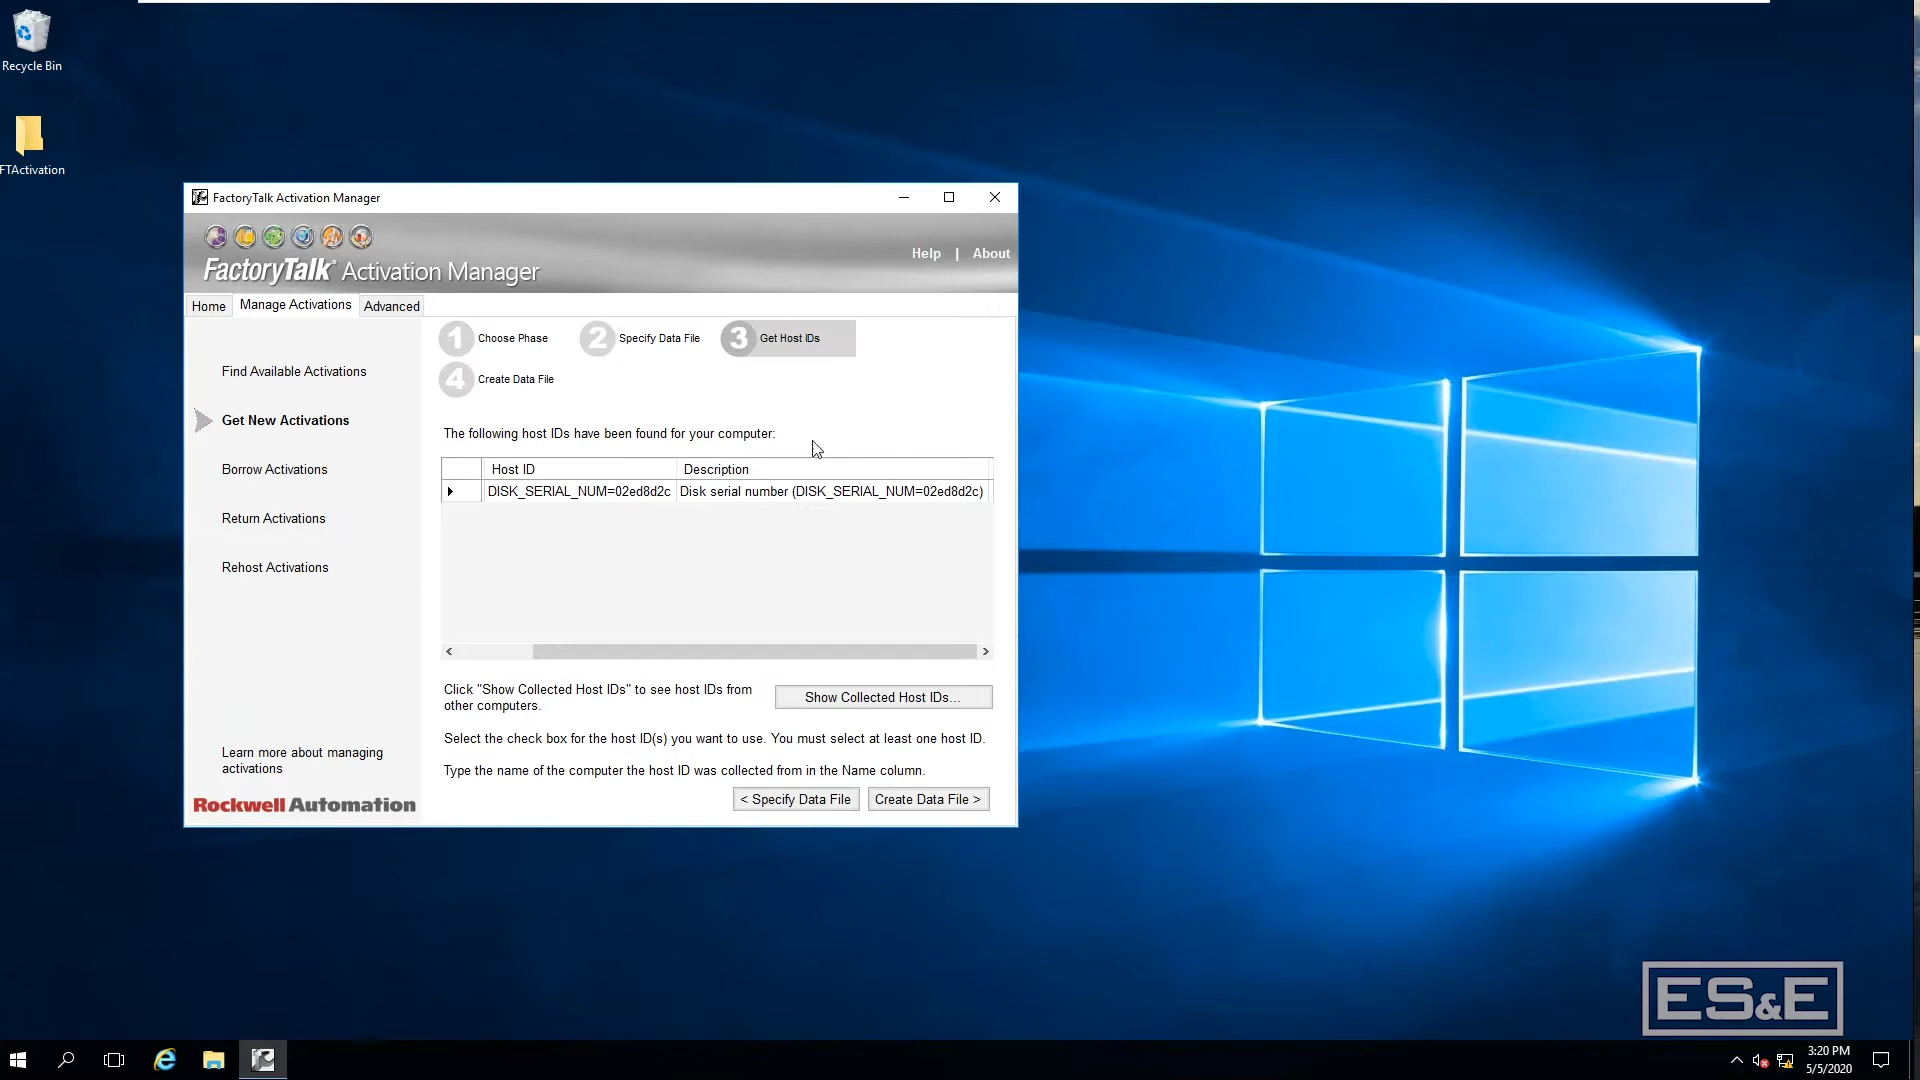 Recycle Bin
FTActivation
FactoryTalk Activation Manager
FactoryTalk® Activation Manager
Help | About
Home
Manage Activations
Advanced
1 Choose Phase
2 Specify Data File
3 Get Host IDs
4 Create Data File
Find Available Activations
Get New Activations
Borrow Activations
Return Activations
Rehost Activations
Learn more about managing
activations
Rockwell Automation
The following host IDs have been found for your computer:
Host ID Description
DISK_SERIAL_NUM=02ed8d2c Disk serial number (DISK_SERIAL_NUM=02ed8d2c)
Click "Show Collected Host IDs" to see host IDs from
other computers.
Show Collected Host IDs...
Select the check box for the host ID(s) you want to use. You must select at least one host ID.
Type the name of the computer the host ID was collected from in the Name column.
< Specify Data File
Create Data File >
ES&E
3:20 PM
5/5/2020